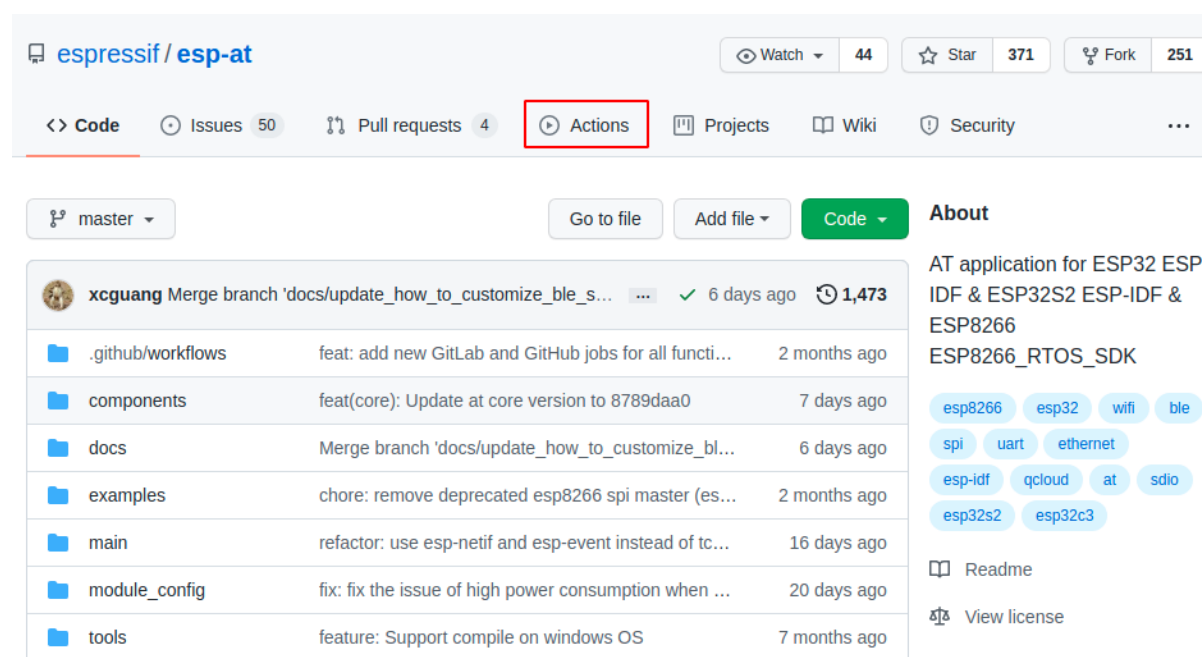 espressif / esp-at
Watch 44 Star 371 Fork 251
Code Issues 50 Pull requests 4 Actions Projects Wiki Security ...
master Go to file Add file Code
xcguang Merge branch 'docs/update_how_to_customize_ble_s... ... 6 days ago 1,473
.github/workflows feat: add new GitLab and GitHub jobs for all functi... 2 months ago
components feat(core): Update at core version to 8789daa0 7 days ago
docs Merge branch 'docs/update_how_to_customize_bl... 6 days ago
examples chore: remove deprecated esp8266 spi master (es... 2 months ago
main refactor: use esp-netif and esp-event instead of tc... 16 days ago
module_config fix: fix the issue of high power consumption when ... 20 days ago
tools feature: Support compile on windows OS 7 months ago
About
AT application for ESP32 ESP
IDF & ESP32S2 ESP-IDF &
ESP8266
ESP8266_RTOS_SDK
esp8266 esp32 wifi ble
spi uart ethernet
esp-idf qcloud at sdio
esp32s2 esp32c3
Readme
View license